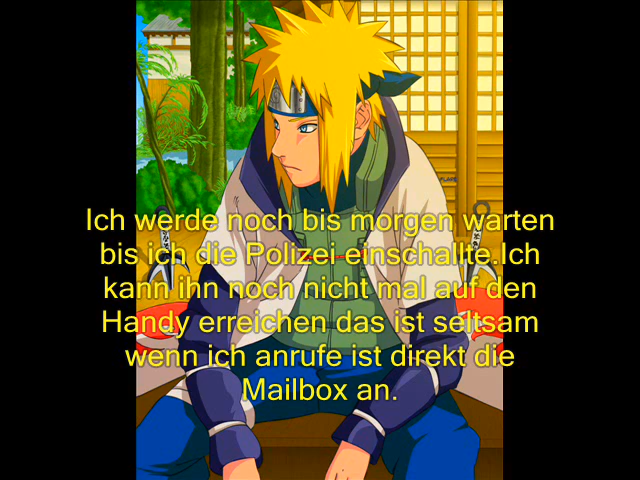 Ich werde noch bis morgen warten
bis ich die Polizei einschallte.Ich
kann ihn noch nicht mal auf den
Handy erreichen das ist seltsam
wenn ich anrufe ist direkt die
Mailbox an.